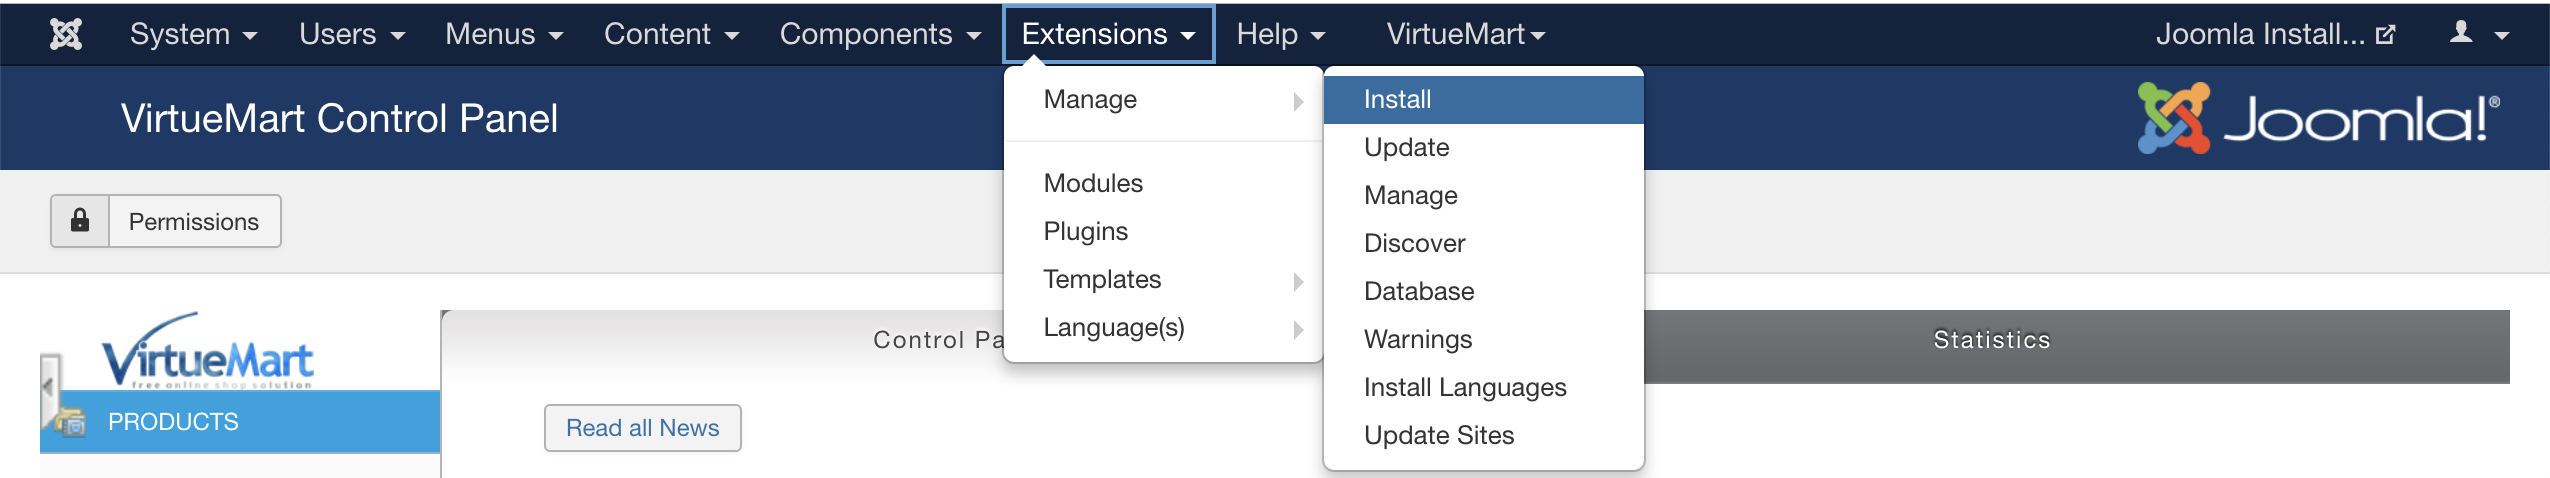 System Users Menus Content Components Extensions Help VirtueMart Joomla Install...
VirtueMart Control Panel
Joomla!®
Manage
Modules
Plugins
Templates
Language(s)
Install
Update
Manage
Discover
Database
Warnings
Install Languages
Update Sites
Permissions
VirtueMart
free online shop solution
PRODUCTS
Control Pa
Statistics
Read all News